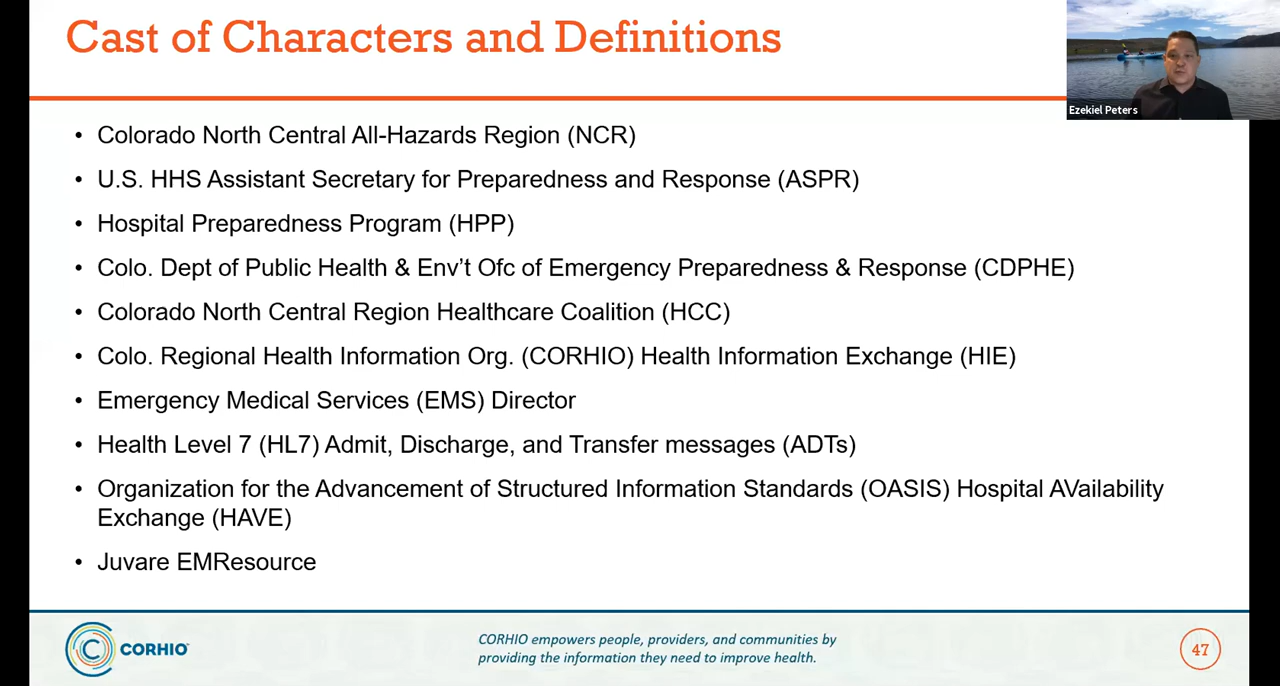 Cast of Characters and Definitions
Ezekiel Peters
• Colorado North Central All-Hazards Region (NCR)
• U.S. HHS Assistant Secretary for Preparedness and Response (ASPR)
• Hospital Preparedness Program (HPP)
• Colo. Dept of Public Health & Env’t Ofc of Emergency Preparedness & Response (CDPHE)
• Colorado North Central Region Healthcare Coalition (HCC)
• Colo. Regional Health Information Org. (CORHIO) Health Information Exchange (HIE)
• Emergency Medical Services (EMS) Director
• Health Level 7 (HL7) Admit, Discharge, and Transfer messages (ADTs)
• Organization for the Advancement of Structured Information Standards (OASIS) Hospital AVailability
Exchange (HAVE)
• Juvare EMResource
C CORHIO
CORHIO empowers people, providers, and communities by
providing the information they need to improve health.
47